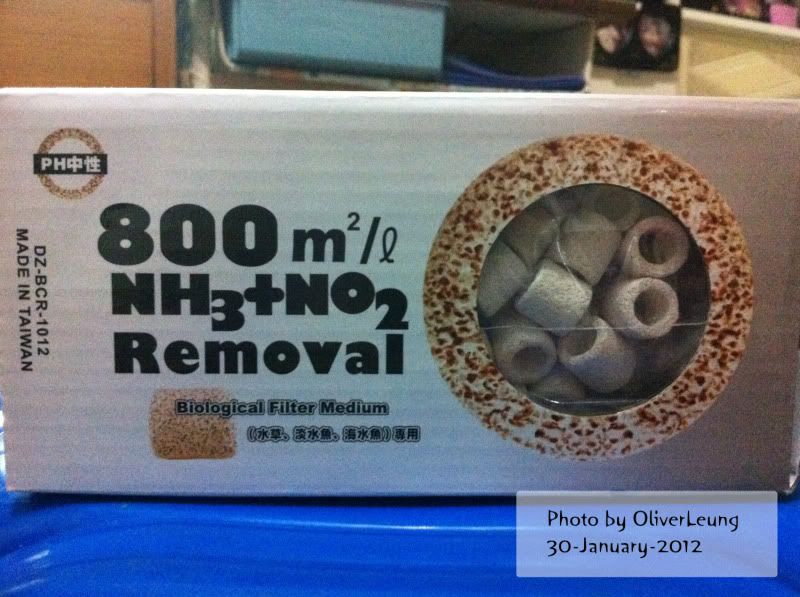 PH中性
800 m²/ℓ
NH3+NO2
Removal
Biological Filter Medium
(水草、淡水魚、海水魚)専用
DZ-BCR-1012
MADE IN TAIWAN
Photo by OliverLeung
30-January-2012